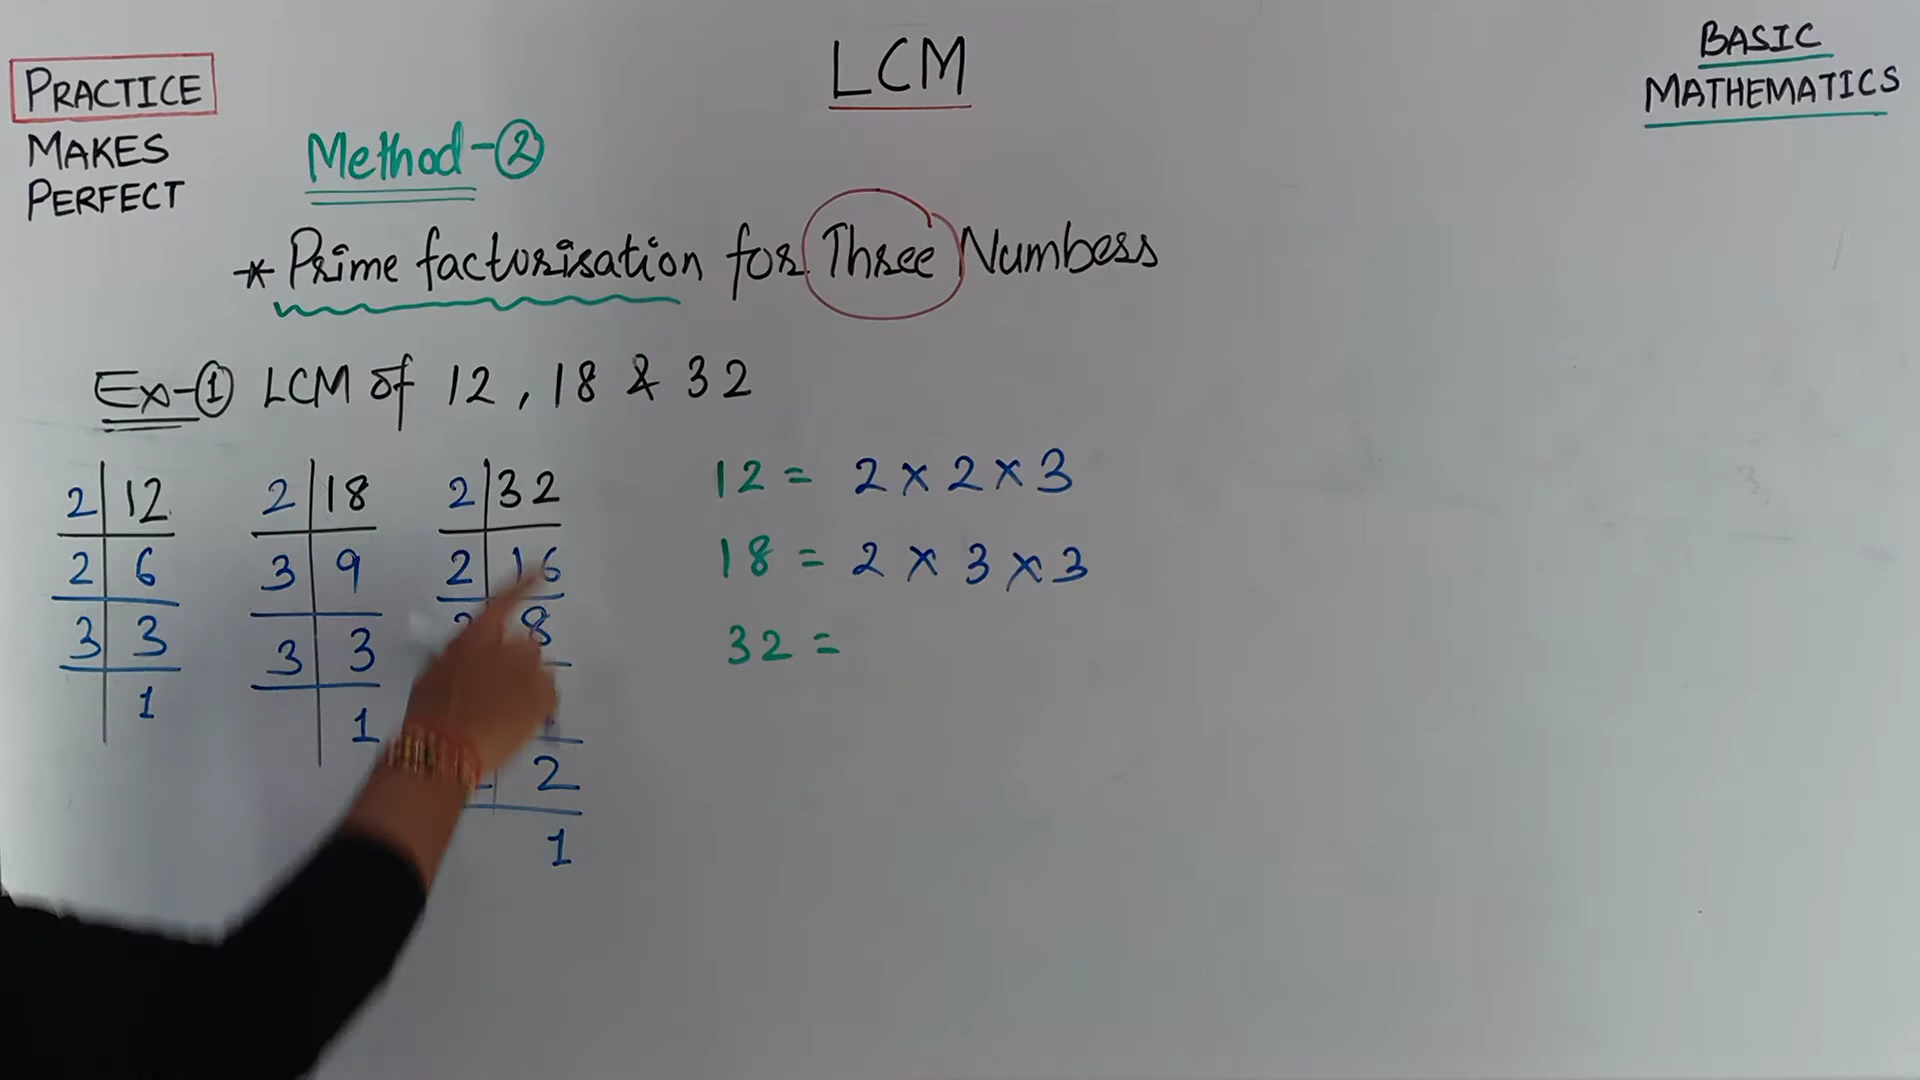 LCM
BASIC
MATHEMATICS
PRACTICE
MAKES
PERFECT
Method-②
* Prime factorisation for Three Numbers
Ex-① LCM of 12, 18 & 32
2 12
2 6
3 3
1
2 18
3 9
3 3
1
2 32
2 16
8
2
1
12 = 2 × 2 × 3
18 = 2 × 3 × 3
32 =